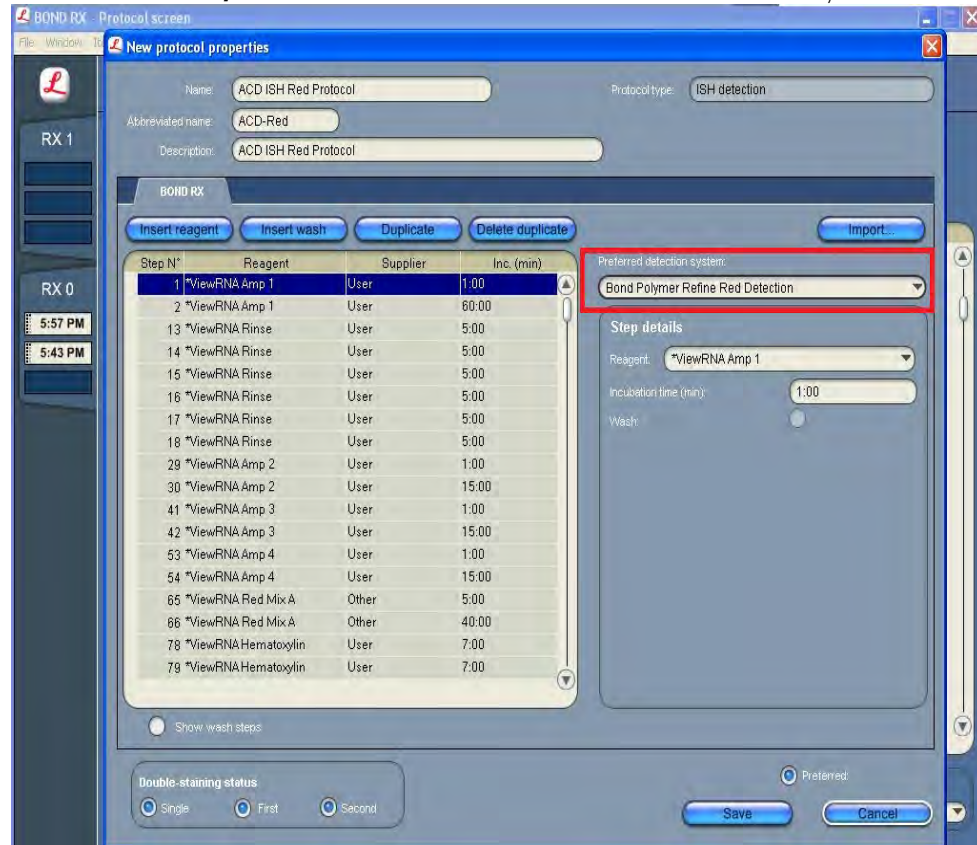 BOND RX Protocol screen
File Window
New protocol properties
Name: ACD ISH Red Protocol
Protocol type: ISH detection
Abbreviated name: ACD-Red
Description: ACD ISH Red Protocol
RX 1
RX 0
5:57 PM
5:43 PM
BOND RX
Insert reagent Insert wash Duplicate Delete duplicate Import...
Step N° Reagent Supplier Inc. (min)
1 *ViewRNA Amp 1 User 1:00
2 *ViewRNA Amp 1 User 60:00
13 *ViewRNA Rinse User 5:00
14 *ViewRNA Rinse User 5:00
15 *ViewRNA Rinse User 5:00
16 *ViewRNA Rinse User 5:00
17 *ViewRNA Rinse User 5:00
18 *ViewRNA Rinse User 5:00
29 *ViewRNA Amp 2 User 1:00
30 *ViewRNA Amp 2 User 15:00
41 *ViewRNA Amp 3 User 1:00
42 *ViewRNA Amp 3 User 15:00
53 *ViewRNA Amp 4 User 1:00
54 *ViewRNA Amp 4 User 15:00
65 *ViewRNA Red Mix A Other 5:00
66 *ViewRNA Red Mix A Other 40:00
78 *ViewRNA Hematoxylin User 7:00
79 *ViewRNA Hematoxylin User 7:00
Show wash steps
Preferred detection system:
Bond Polymer Refine Red Detection
Step details
Reagent: *ViewRNA Amp 1
Incubation time (min): 1:00
Wash:
Double-staining status
Single First Second
Preferred:
Save Cancel